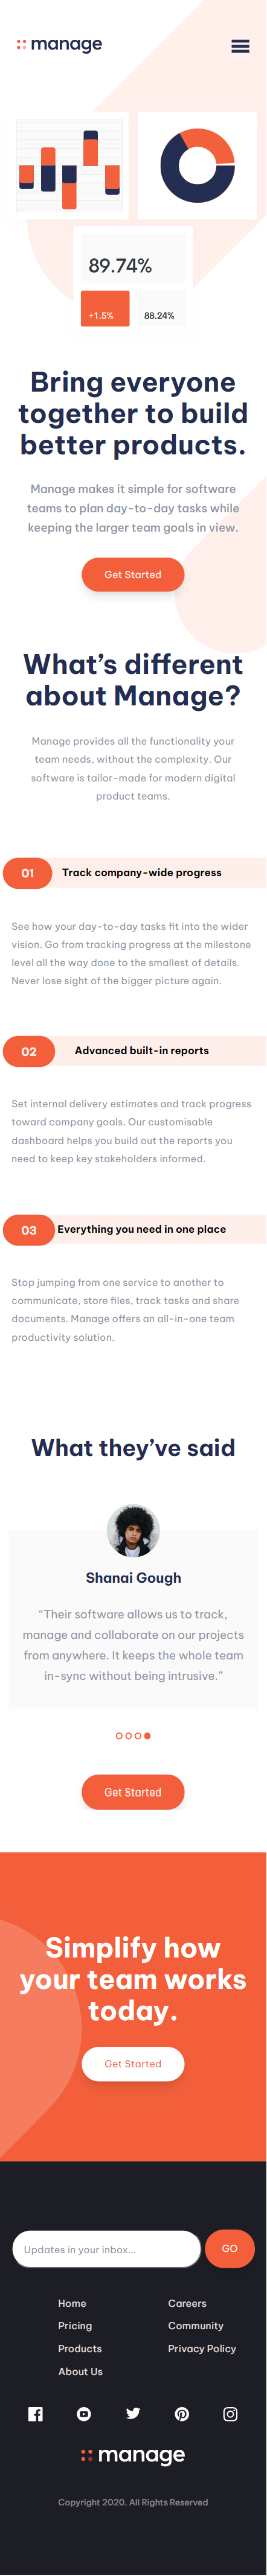 manage
89.74%
+1.5%
88.24%
Bring everyone
together to build
better products.
Manage makes it simple for software
teams to plan day-to-day tasks while
keeping the larger team goals in view.
Get Started
What’s different
about Manage?
Manage provides all the functionality your
team needs, without the complexity. Our
software is tailor-made for modern digital
product teams.
01 Track company-wide progress
See how your day-to-day tasks fit into the wider
vision. Go from tracking progress at the milestone
level all the way done to the smallest of details.
Never lose sight of the bigger picture again.
02 Advanced built-in reports
Set internal delivery estimates and track progress
toward company goals. Our customisable
dashboard helps you build out the reports you
need to keep key stakeholders informed.
03 Everything you need in one place
Stop jumping from one service to another to
communicate, store files, track tasks and share
documents. Manage offers an all-in-one team
productivity solution.
What they’ve said
Shanai Gough
“Their software allows us to track,
manage and collaborate on our projects
from anywhere. It keeps the whole team
in-sync without being intrusive.”
Get Started
Simplify how
your team works
today.
Get Started
Updates in your inbox...
GO
Home
Pricing
Products
About Us
Careers
Community
Privacy Policy
manage
Copyright 2020. All Rights Reserved